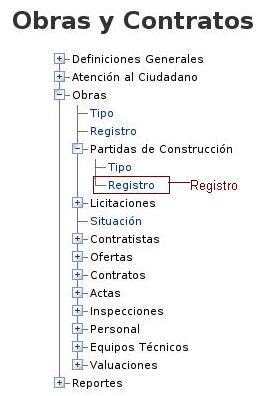 Obras y Contratos
Definiciones Generales
Atención al Ciudadano
Obras
Tipo
Registro
Partidas de Construcción
Tipo
Registro Registro
Licitaciones
Situación
Contratistas
Ofertas
Contratos
Actas
Inspecciones
Personal
Equipos Técnicos
Valuaciones
Reportes